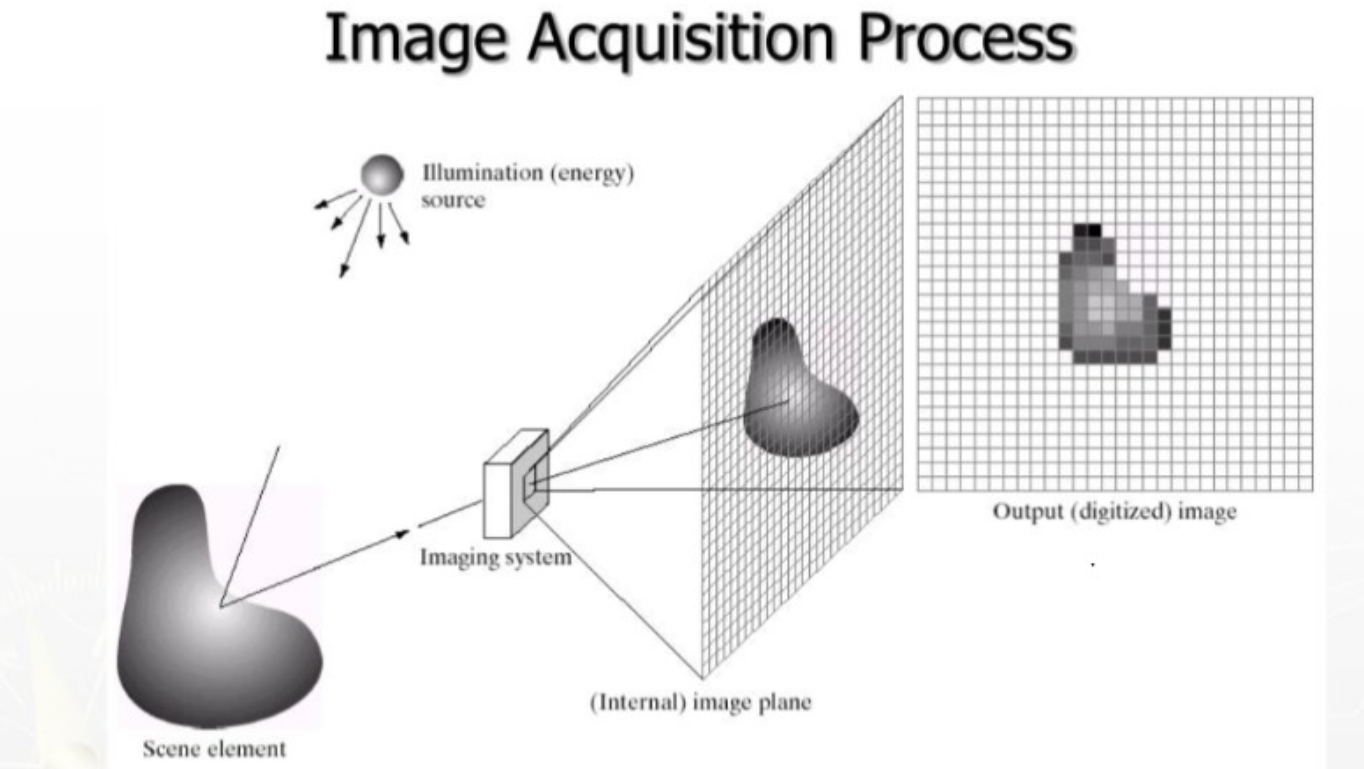 Image Acquisition Process
Illumination (energy)
source
Output (digitized) image
Imaging system
(Internal) image plane
Scene element